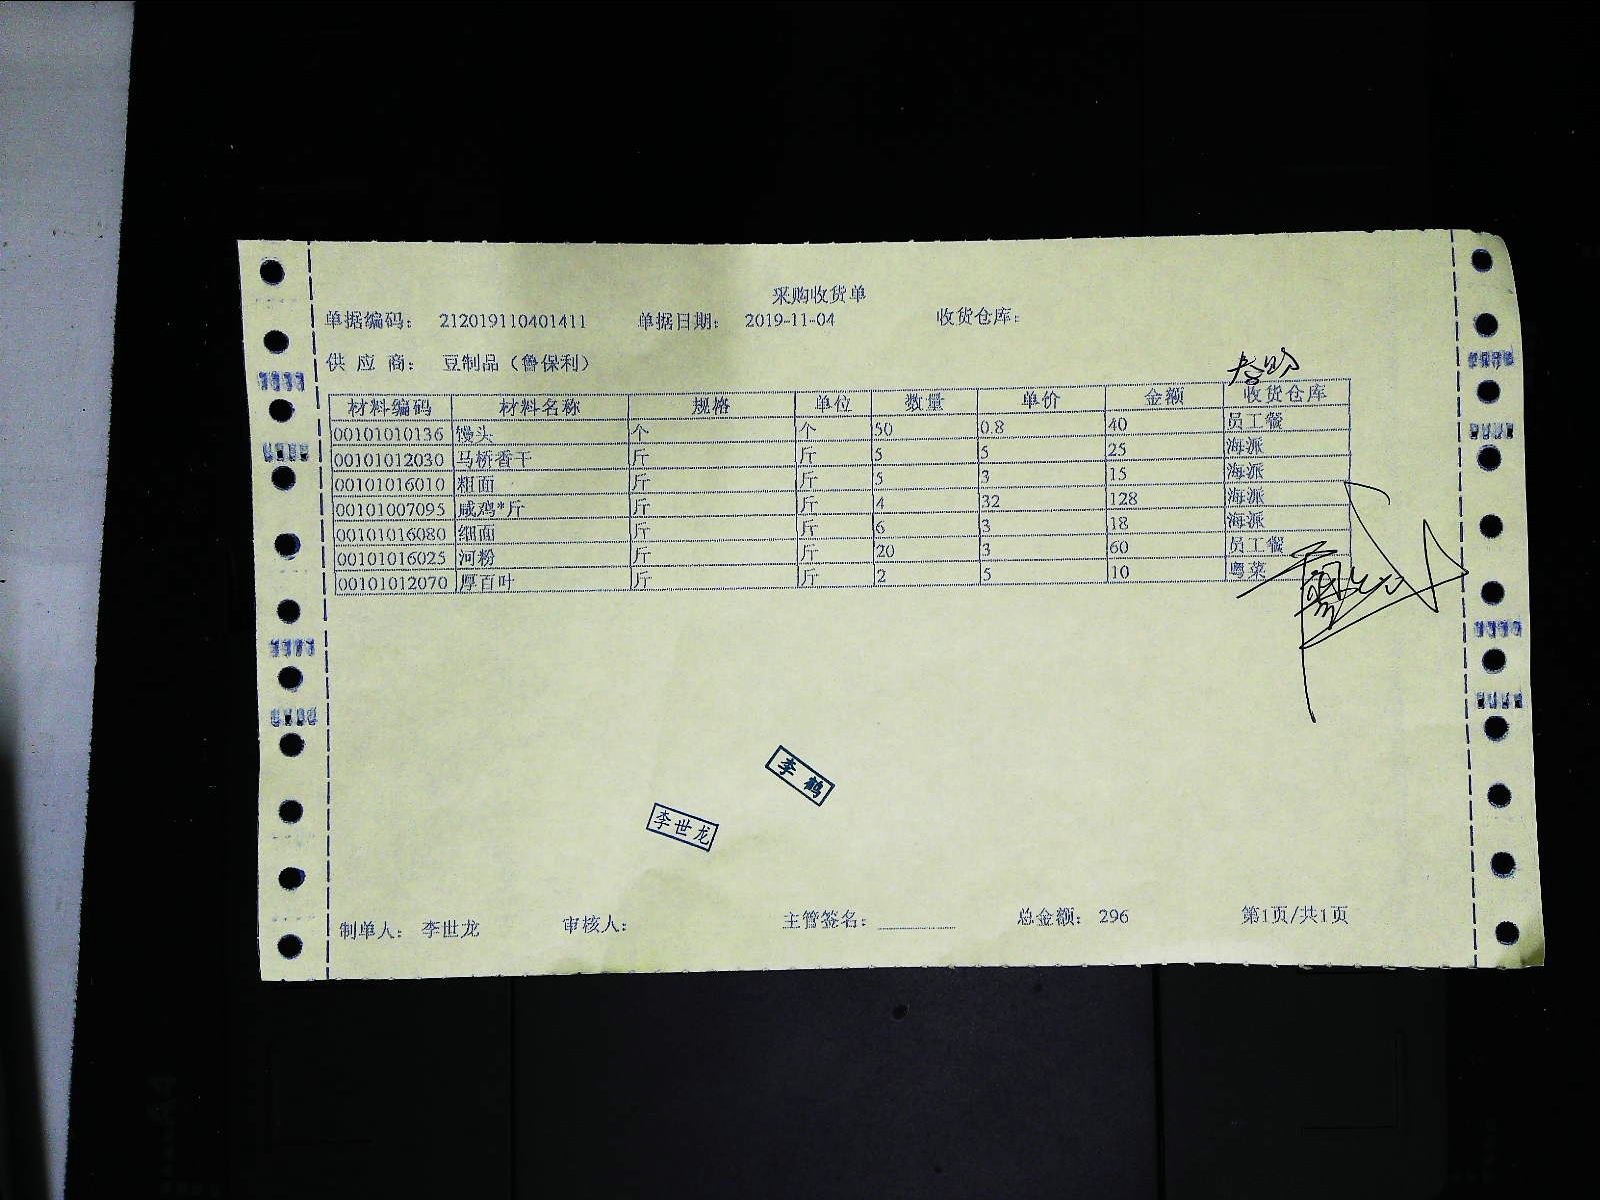 采购收货单
单据编码： 212019110401411 单据日期： 2019-11-04 收货仓库：
供 应 商： 豆制品（鲁保利）
材料编码 材料名称 规格 单位 数量 单价 金额 收货仓库
00101010136 馒头 个 个 50 0.8 40 员工餐
00101012030 马桥香干 斤 斤 5 5 25 海派
00101016010 粗面 斤 斤 5 3 15 海派
00101007095 咸鸡*斤 斤 斤 4 32 128 海派
00101016080 细面 斤 斤 6 3 18 海派
00101016025 河粉 斤 斤 20 3 60 员工餐
00101012070 厚百叶 斤 斤 2 5 10 粤菜
李鹤
李世龙
制单人： 李世龙 审核人： 主管签名： 总金额： 296 第1页/共1页